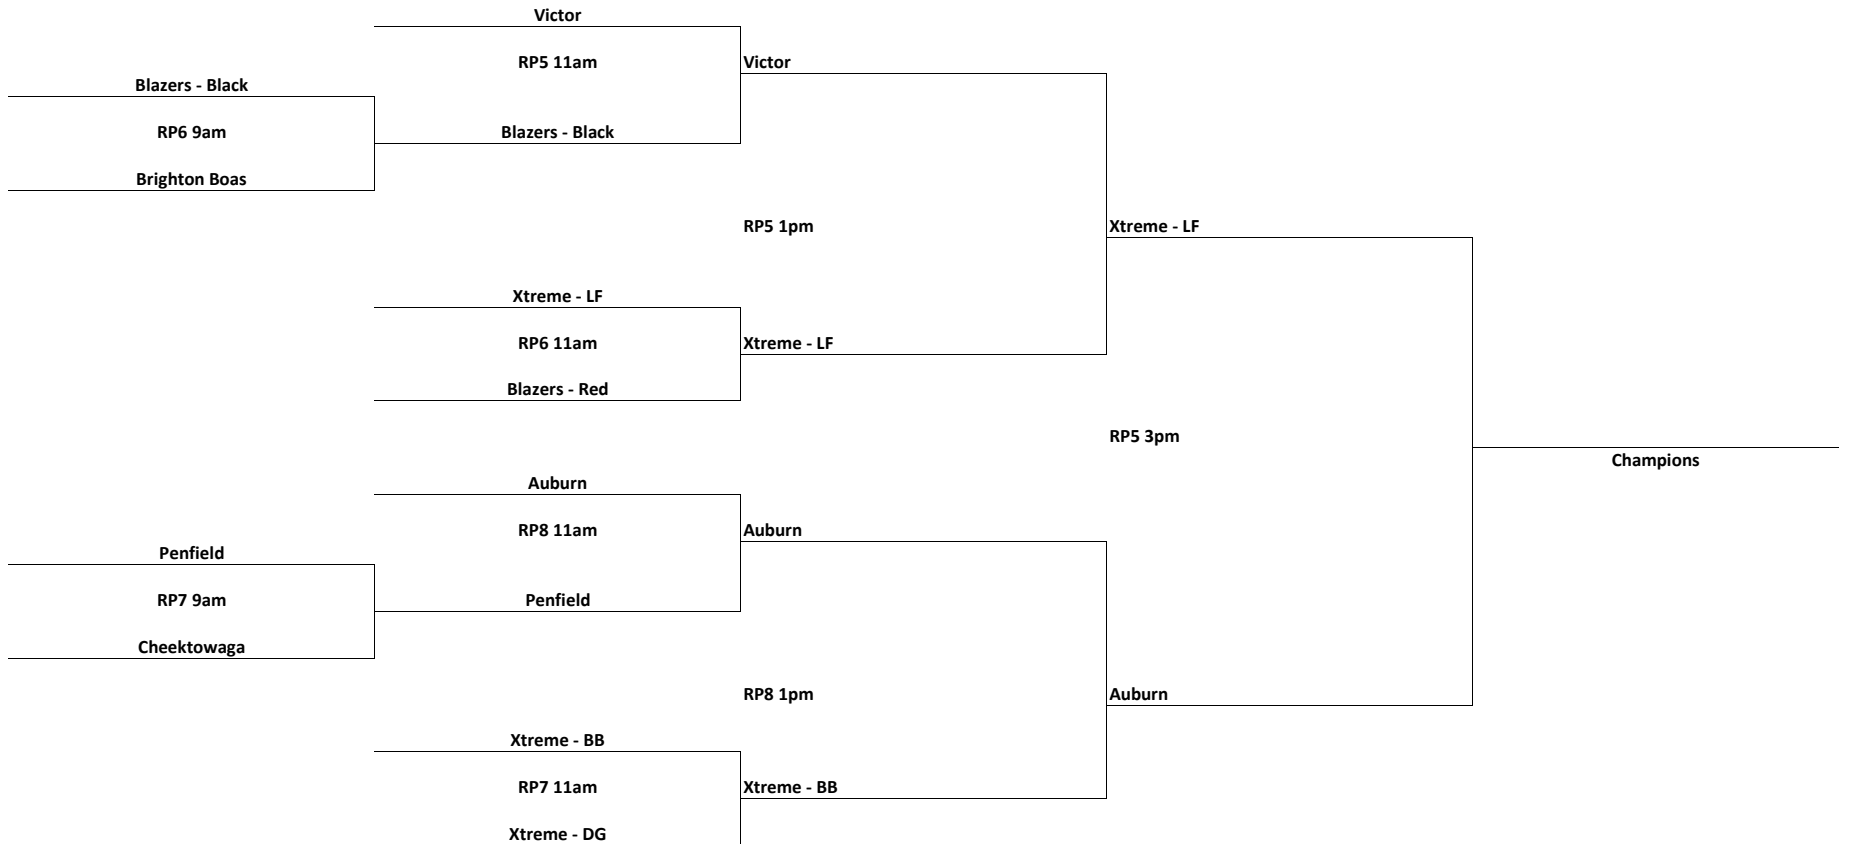 Victor
RP5 11am
Victor
Blazers - Black
RP6 9am
Blazers - Black
Brighton Boas
RP5 1pm
Xtreme - LF
Xtreme - LF
RP6 11am
Xtreme - LF
Blazers - Red
RP5 3pm
Champions
Auburn
RP8 11am
Auburn
Penfield
RP7 9am
Penfield
Cheektowaga
RP8 1pm
Auburn
Xtreme - BB
RP7 11am
Xtreme - BB
Xtreme - DG